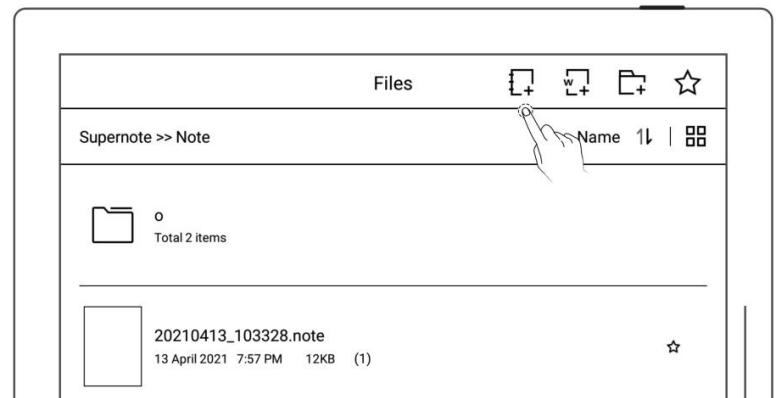 Files
Supernote >> Note
Name
o
Total 2 items
20210413_103328.note
13 April 2021 7:57 PM 12KB (1)